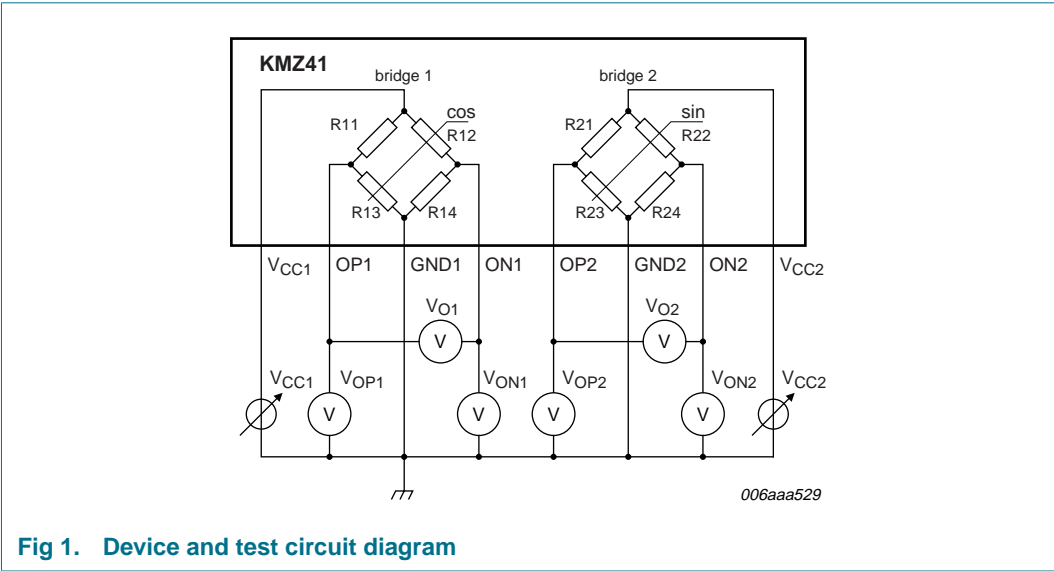 KMZ41
bridge 1
bridge 2
cos
sin
R11
R12
R21
R22
R13
R14
R23
R24
VCC1
OP1
GND1
ON1
OP2
GND2
ON2
VCC2
VO1
VO2
V
V
VCC1
VOP1
VON1
VOP2
VON2
VCC2
V
V
V
V
006aaa529
Fig 1. Device and test circuit diagram